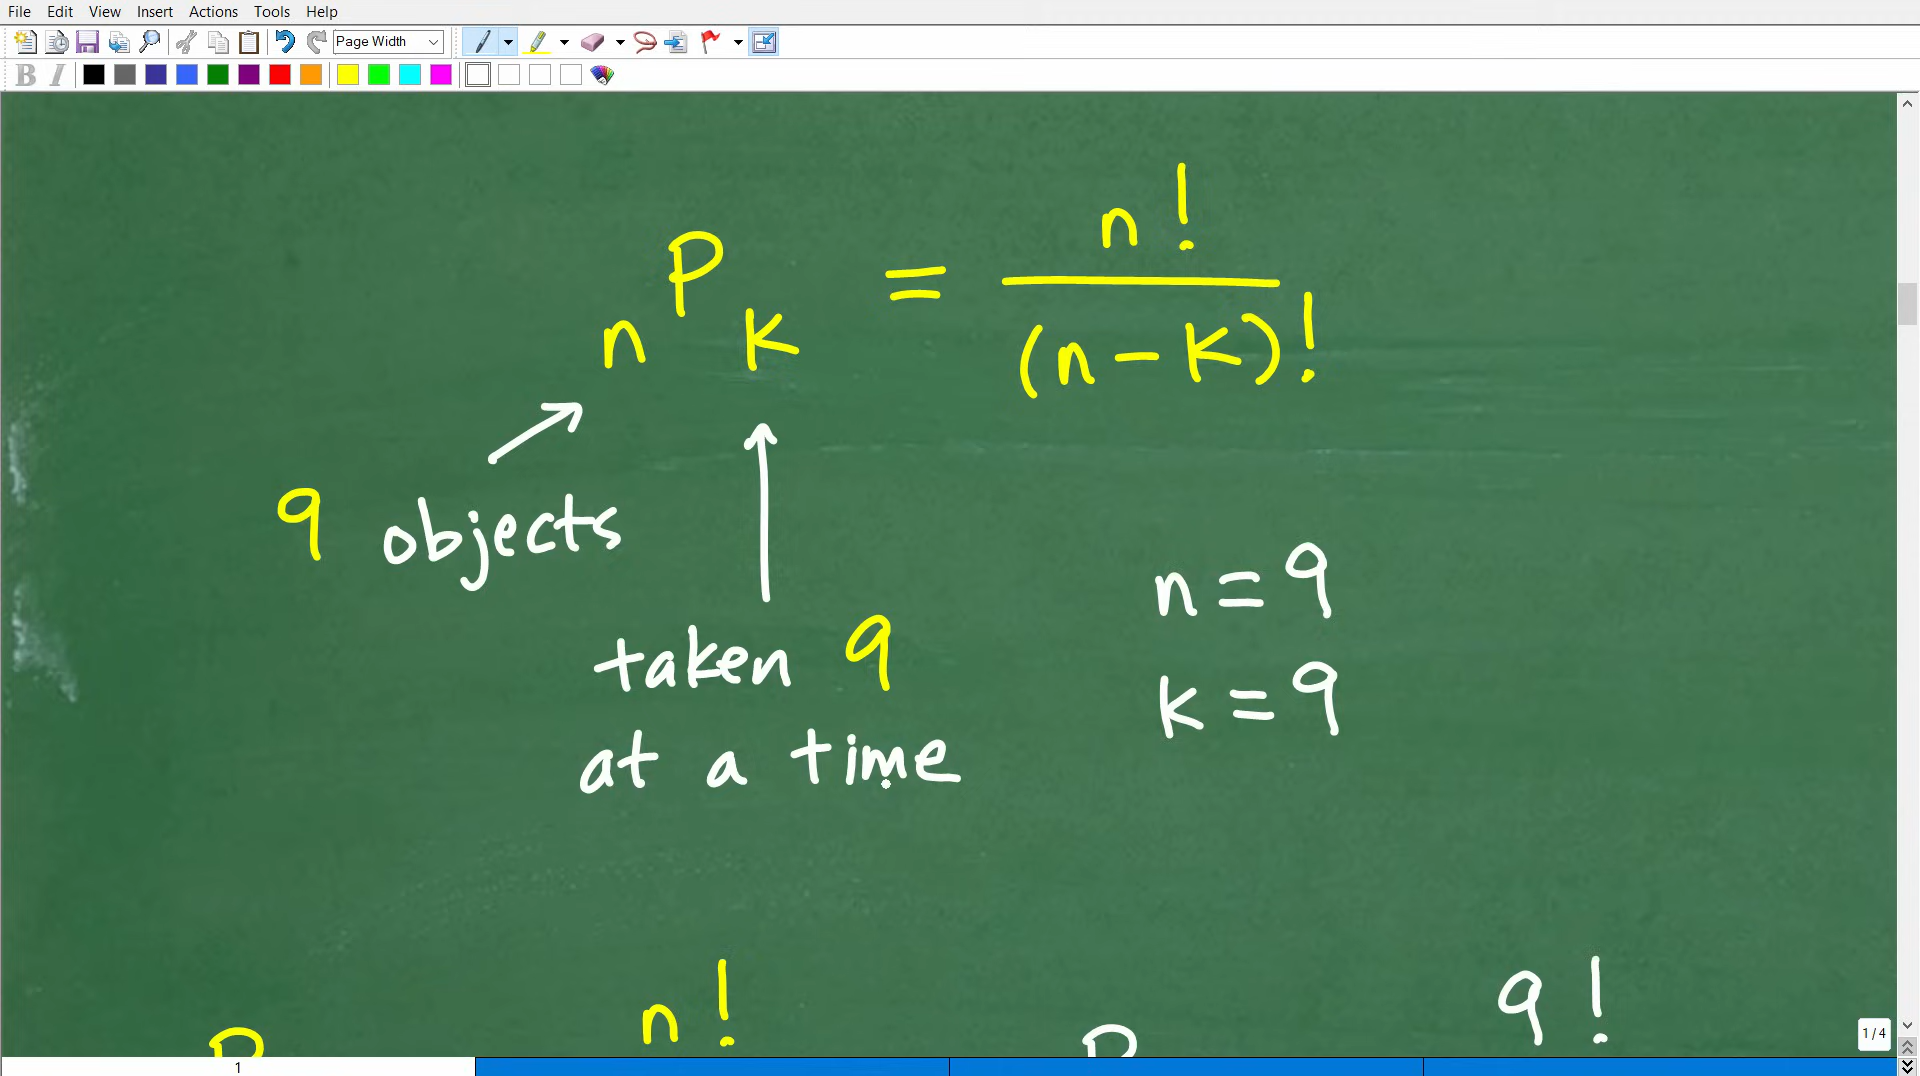 File Edit View Insert Actions Tools Help
Page Width
B I
nPk = n! / (n - k)!
9 objects
n = 9
taken 9
k = 9
at a time
P n! P 9!
1 / 4
1